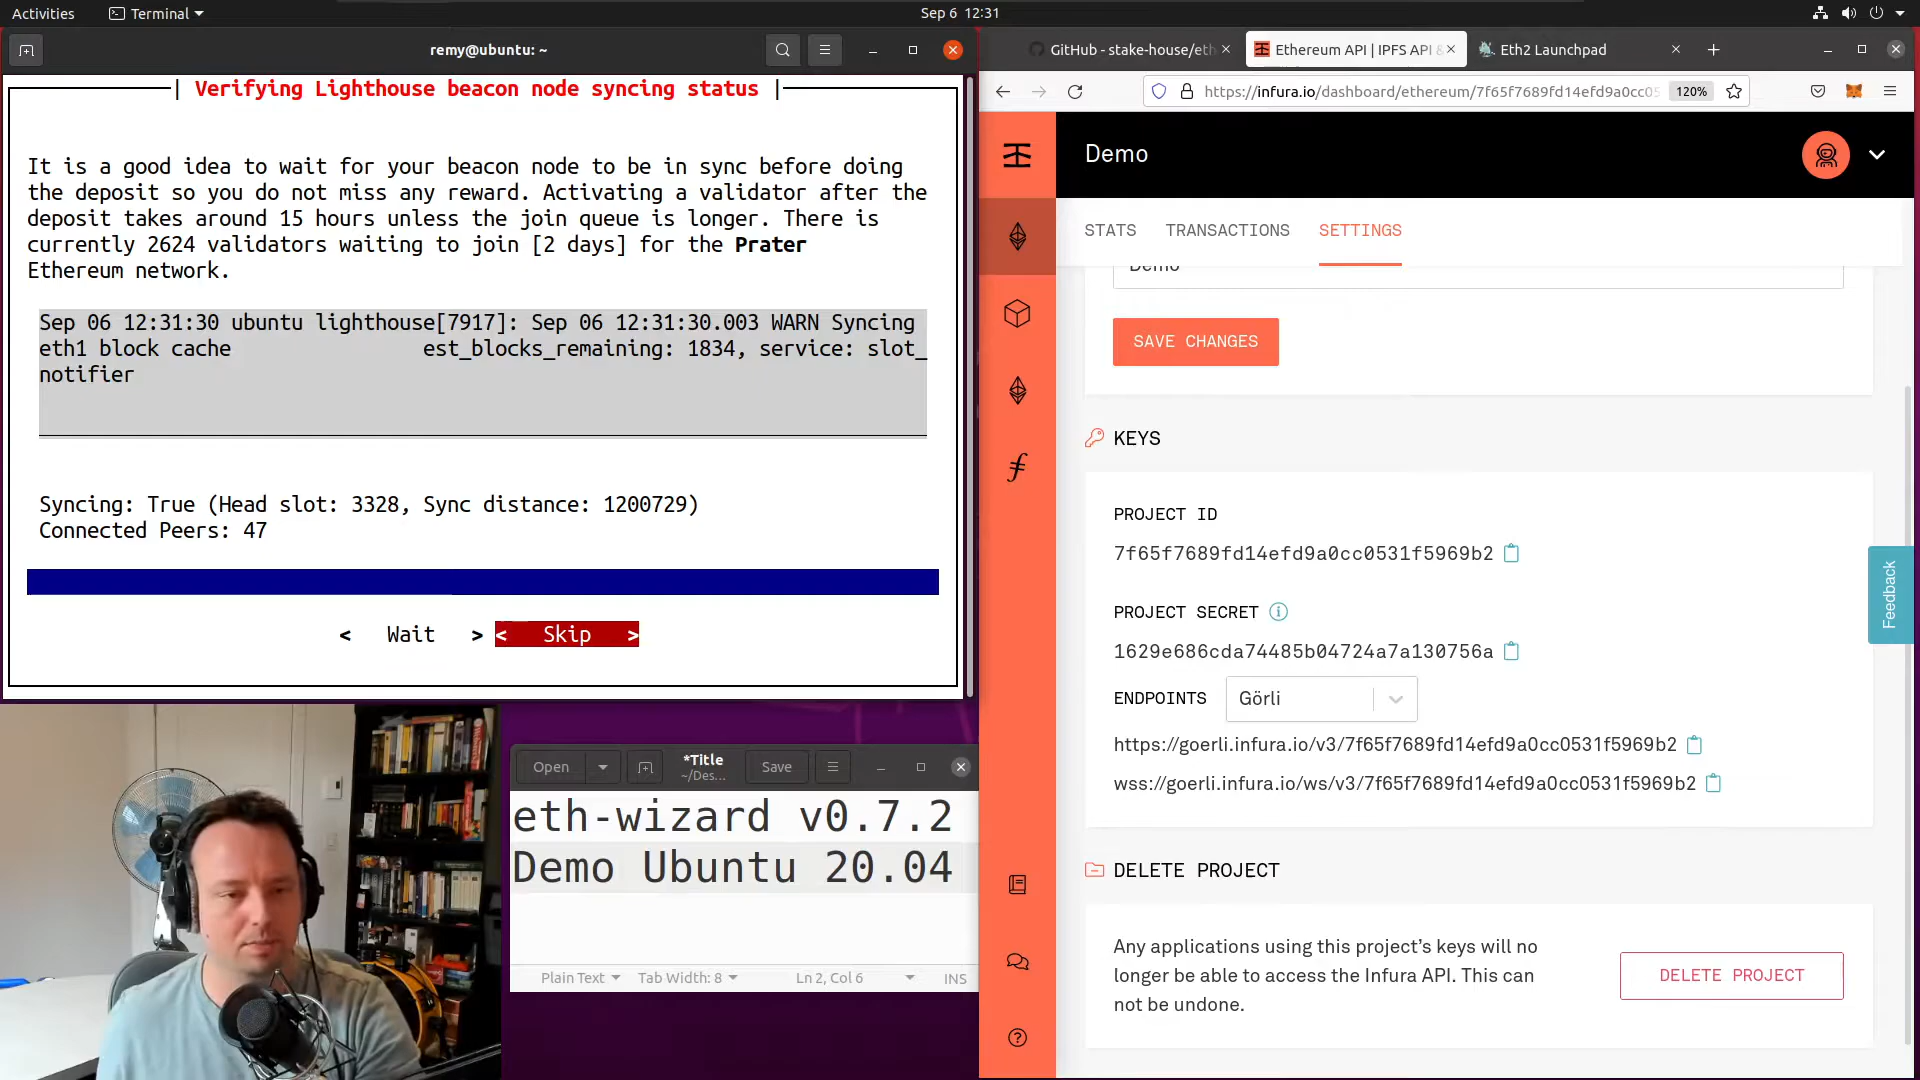 Activities
Terminal
Sep 6 12:31
remy@ubuntu: ~
| Verifying Lighthouse beacon node syncing status |
It is a good idea to wait for your beacon node to be in sync before doing
the deposit so you do not miss any reward. Activating a validator after the
deposit takes around 15 hours unless the join queue is longer. There is
currently 2624 validators waiting to join [2 days] for the Prater
Ethereum network.
Sep 06 12:31:30 ubuntu lighthouse[7917]: Sep 06 12:31:30.003 WARN Syncing
eth1 block cache est_blocks_remaining: 1834, service: slot_
notifier
Syncing: True (Head slot: 3328, Sync distance: 1200729)
Connected Peers: 47
< Wait >
< Skip >
Open
*Title
~/Des...
Save
eth-wizard v0.7.2
Demo Ubuntu 20.04
Plain Text
Tab Width: 8
Ln 2, Col 6
INS
GitHub - stake-house/eth
Ethereum API | IPFS API &
Eth2 Launchpad
https://infura.io/dashboard/ethereum/7f65f7689fd14efd9a0cc05
120%
Demo
STATS
TRANSACTIONS
SETTINGS
Demo
SAVE CHANGES
KEYS
PROJECT ID
7f65f7689fd14efd9a0cc0531f5969b2
PROJECT SECRET
1629e686cda74485b04724a7a130756a
ENDPOINTS
Görli
https://goerli.infura.io/v3/7f65f7689fd14efd9a0cc0531f5969b2
wss://goerli.infura.io/ws/v3/7f65f7689fd14efd9a0cc0531f5969b2
Feedback
DELETE PROJECT
Any applications using this project's keys will no
longer be able to access the Infura API. This can
not be undone.
DELETE PROJECT